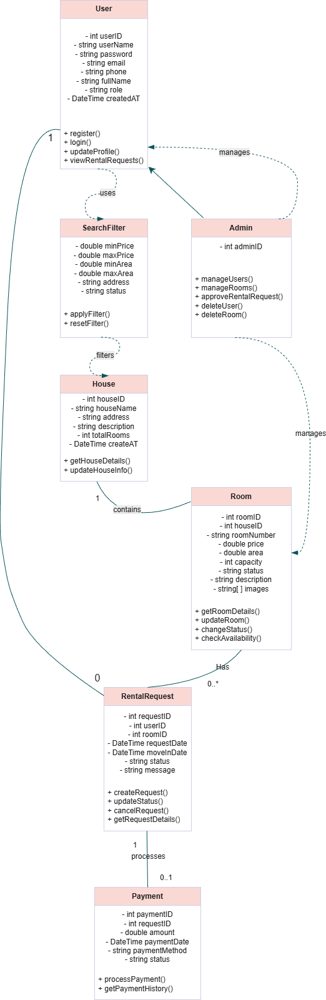 User
- int userID
- string userName
- string password
- string email
- string phone
- string fullName
- string role
- DateTime createdAT
+ register()
+ login()
+ updateProfile()
+ viewRentalRequests()
1
manages
uses
SearchFilter
- double minPrice
- double maxPrice
- double minArea
- double maxArea
- string address
- string status
+ applyFilter()
+ resetFilter()
Admin
- int adminID
+ manageUsers()
+ manageRooms()
+ approveRentalRequest()
+ deleteUser()
+ deleteRoom()
filters
House
- int houseID
- string houseName
- string address
- string description
- int totalRooms
- DateTime createAT
+ getHouseDetails()
+ updateHouseInfo()
manages
1
contains
Room
- int roomID
- int houseID
- string roomNumber
- double price
- double area
- int capacity
- string status
- string description
- string[ ] images
+ getRoomDetails()
+ updateRoom()
+ changeStatus()
+ checkAvailability()
Has
0
0..*
RentalRequest
- int requestID
- int userID
- int roomID
- DateTime requestDate
- DateTime moveInDate
- string status
- string message
+ createRequest()
+ updateStatus()
+ cancelRequest()
+ getRequestDetails()
1
processes
0..1
Payment
- int paymentID
- int requestID
- double amount
- DateTime paymentDate
- string paymentMethod
- string status
+ processPayment()
+ getPaymentHistory()